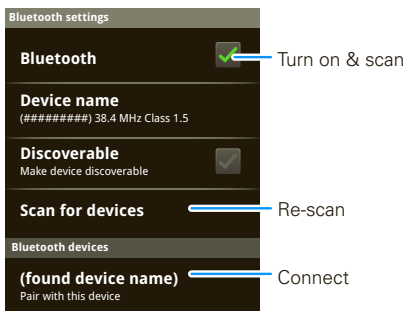 Bluetooth settings
Bluetooth
Turn on & scan
Device name
(#########) 38.4 MHz Class 1.5
Discoverable
Make device discoverable
Scan for devices
Re-scan
Bluetooth devices
(found device name)
Connect
Pair with this device